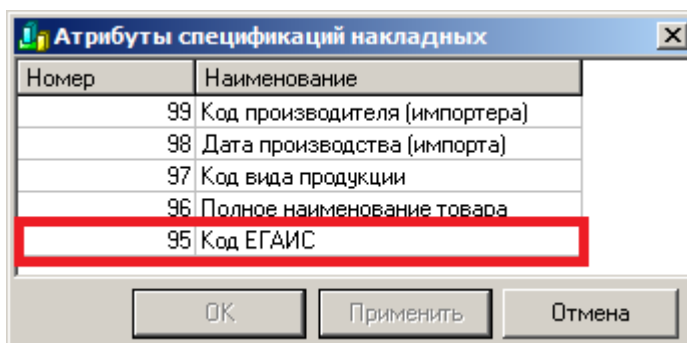 Атрибуты спецификаций накладных
Номер Наименование
99 Код производителя (импортера)
98 Дата производства (импорта)
97 Код вида продукции
96 Полное наименование товара
95 Код ЕГАИС
OK Применить Отмена